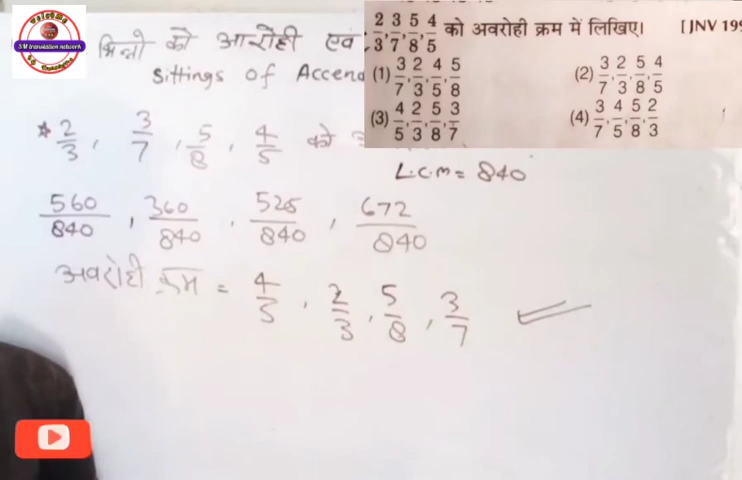 WELCOME
3M translation network
भिन्नो को आरोही एवं
Sittings of Accend
2/3, 3/7, 5/8, 4/5 को अवरोही क्रम में लिखिए। [JNV 199
(1) 3/7, 2/3, 4/5, 5/8 (2) 3/7, 2/3, 5/8, 4/5
(3) 4/5, 2/3, 5/8, 3/7 (4) 3/7, 4/5, 5/8, 2/3
* 2/3, 3/7, 5/8, 4/5 को
L.C.M = 840
560/840, 360/840, 525/840, 672/840
अवरोही क्रम = 4/5, 2/3, 5/8, 3/7